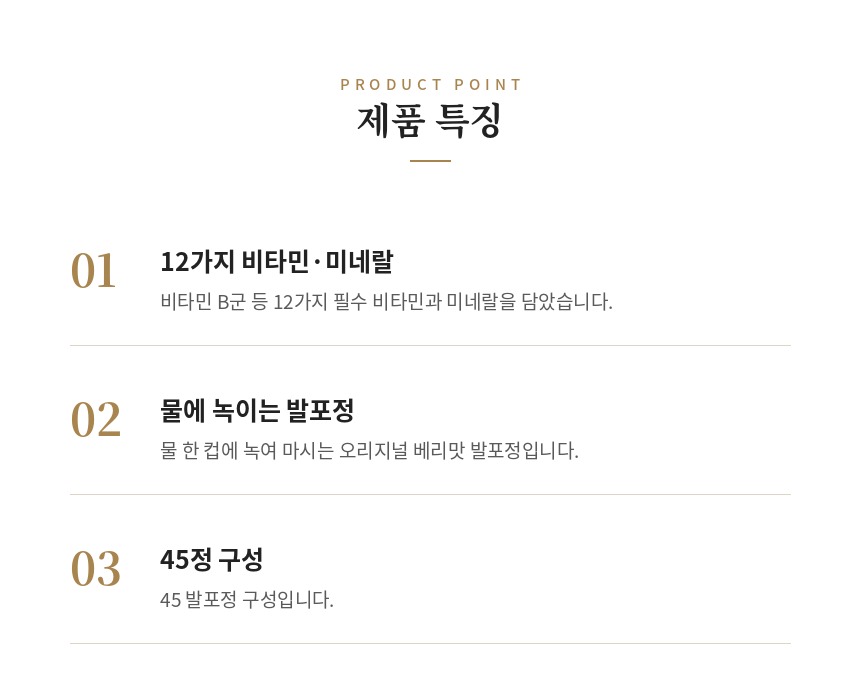 PRODUCT POINT
제품 특징
01
12가지 비타민·미네랄
비타민 B군 등 12가지 필수 비타민과 미네랄을 담았습니다.
02
물에 녹이는 발포정
물 한 컵에 녹여 마시는 오리지널 베리맛 발포정입니다.
03
45정 구성
45 발포정 구성입니다.